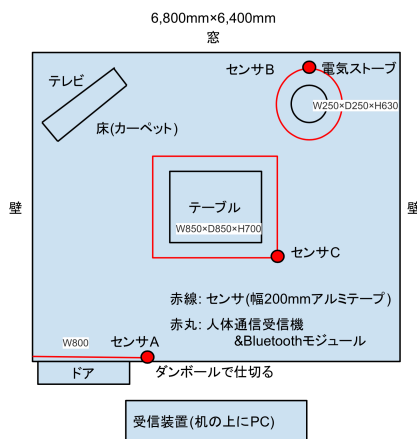 6,800mm×6,400mm
窓
センサB
電気ストーブ
テレビ
W250×D250×H630
床(カーペット)
壁
壁
テーブル
W850×D850×H700
センサC
赤線: センサ(幅200mmアルミテープ)
赤丸: 人体通信受信機
&Bluetoothモジュール
W800
センサA
ドア
ダンボールで仕切る
受信装置(机の上にPC)